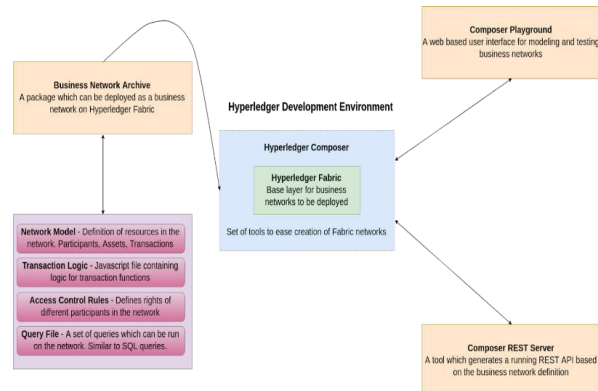 Business Network Archive
A package which can be deployed as a business
network on Hyperledger Fabric
Network Model - Definition of resources in the
network. Participants, Assets, Transactions
Transaction Logic - Javascript file containing
logic for transaction functions
Access Control Rules - Defines rights of
different participants in the network
Query File - A set of queries which can be run
on the network. Similar to SQL queries.
Hyperledger Development Environment
Hyperledger Composer
Hyperledger Fabric
Base layer for business
networks to be deployed
Set of tools to ease creation of Fabric networks
Composer Playground
A web based user interface for modeling and testing
business networks
Composer REST Server
A tool which generates a running REST API based
on the business network definition